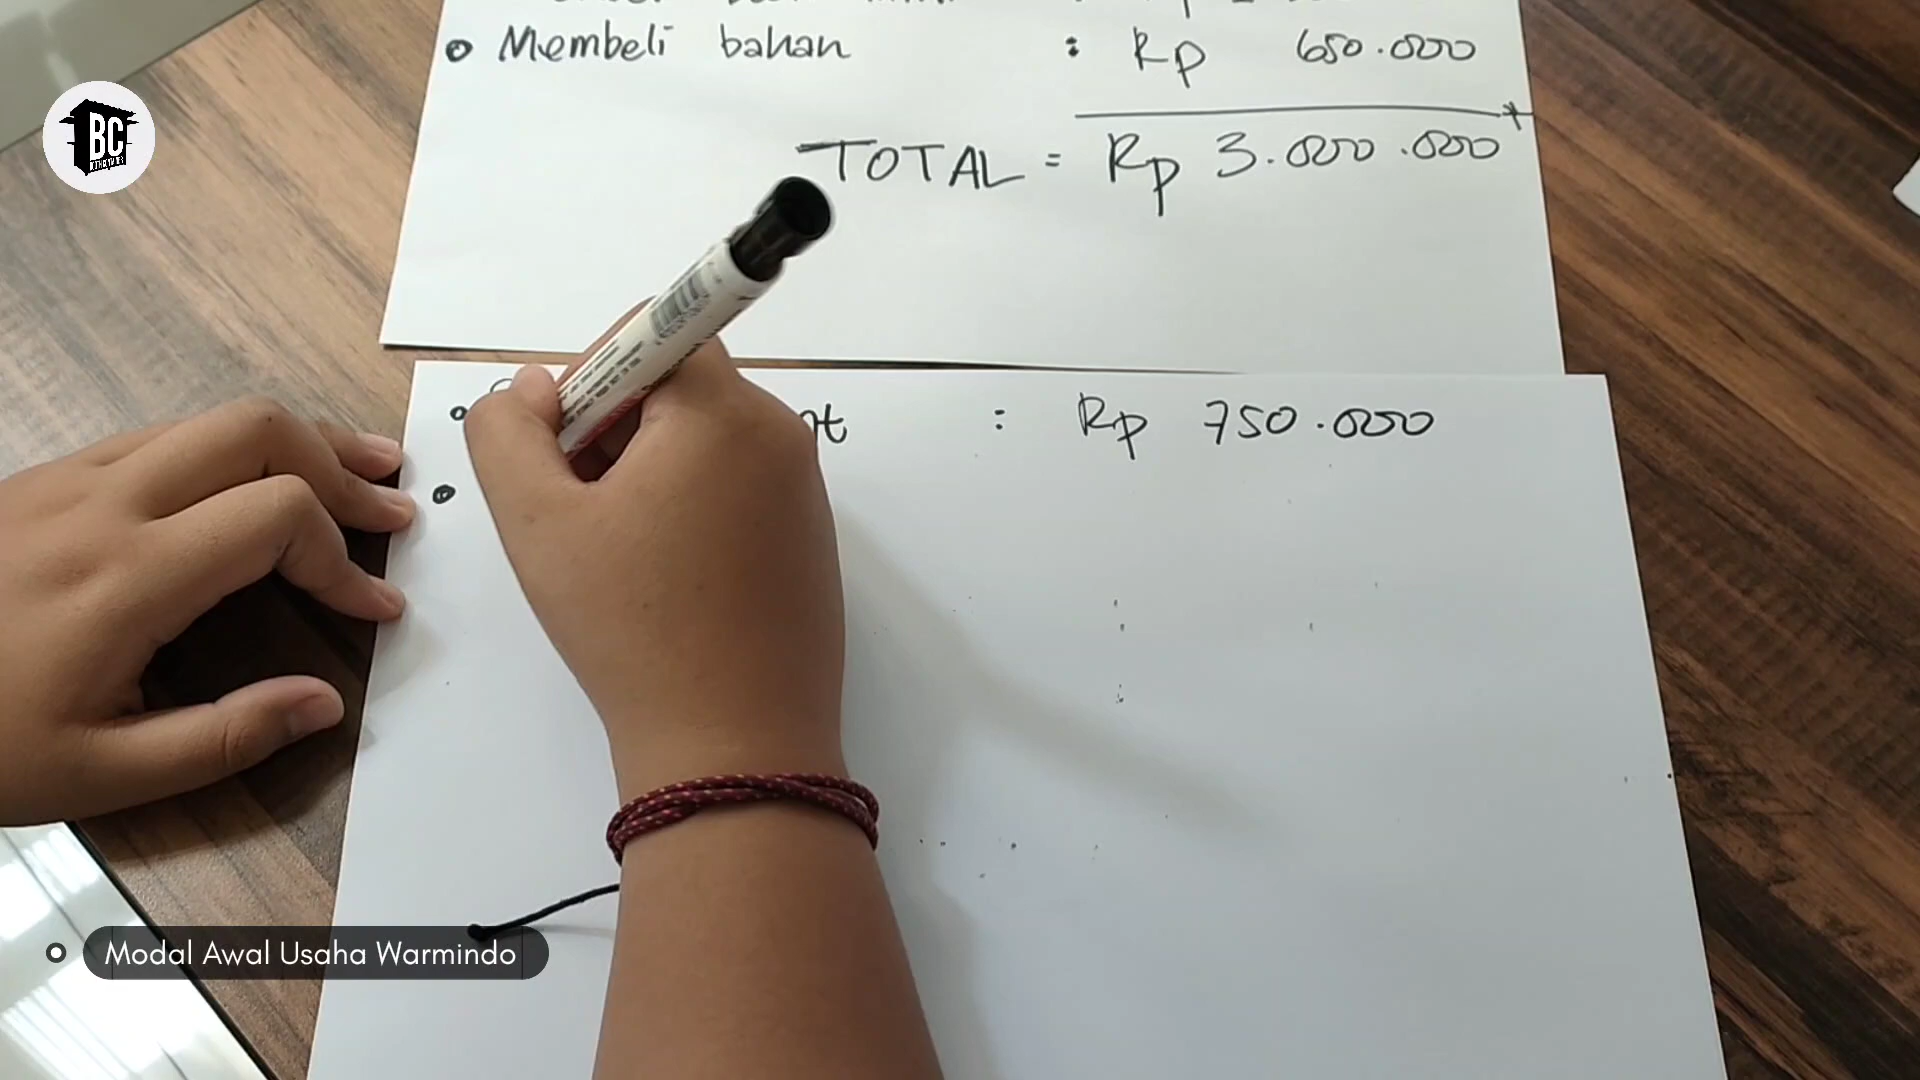 Membeli bahan : Rp 650.000
TOTAL = Rp 3.000.000
: Rp 750.000
BC
Modal Awal Usaha Warmindo